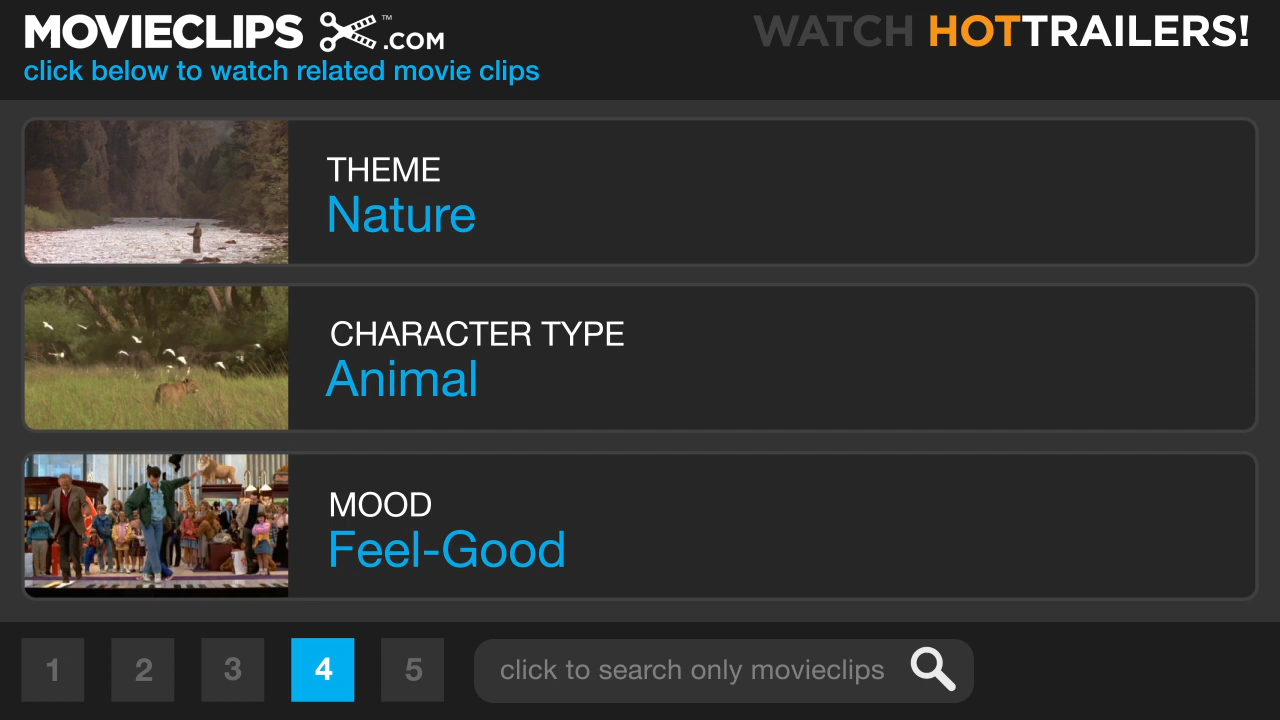 MOVIECLIPS ™ .COM
WATCH HOTTRAILERS!
click below to watch related movie clips
THEME
Nature
CHARACTER TYPE
Animal
MOOD
Feel-Good
1 2 3 4 5 click to search only movieclips